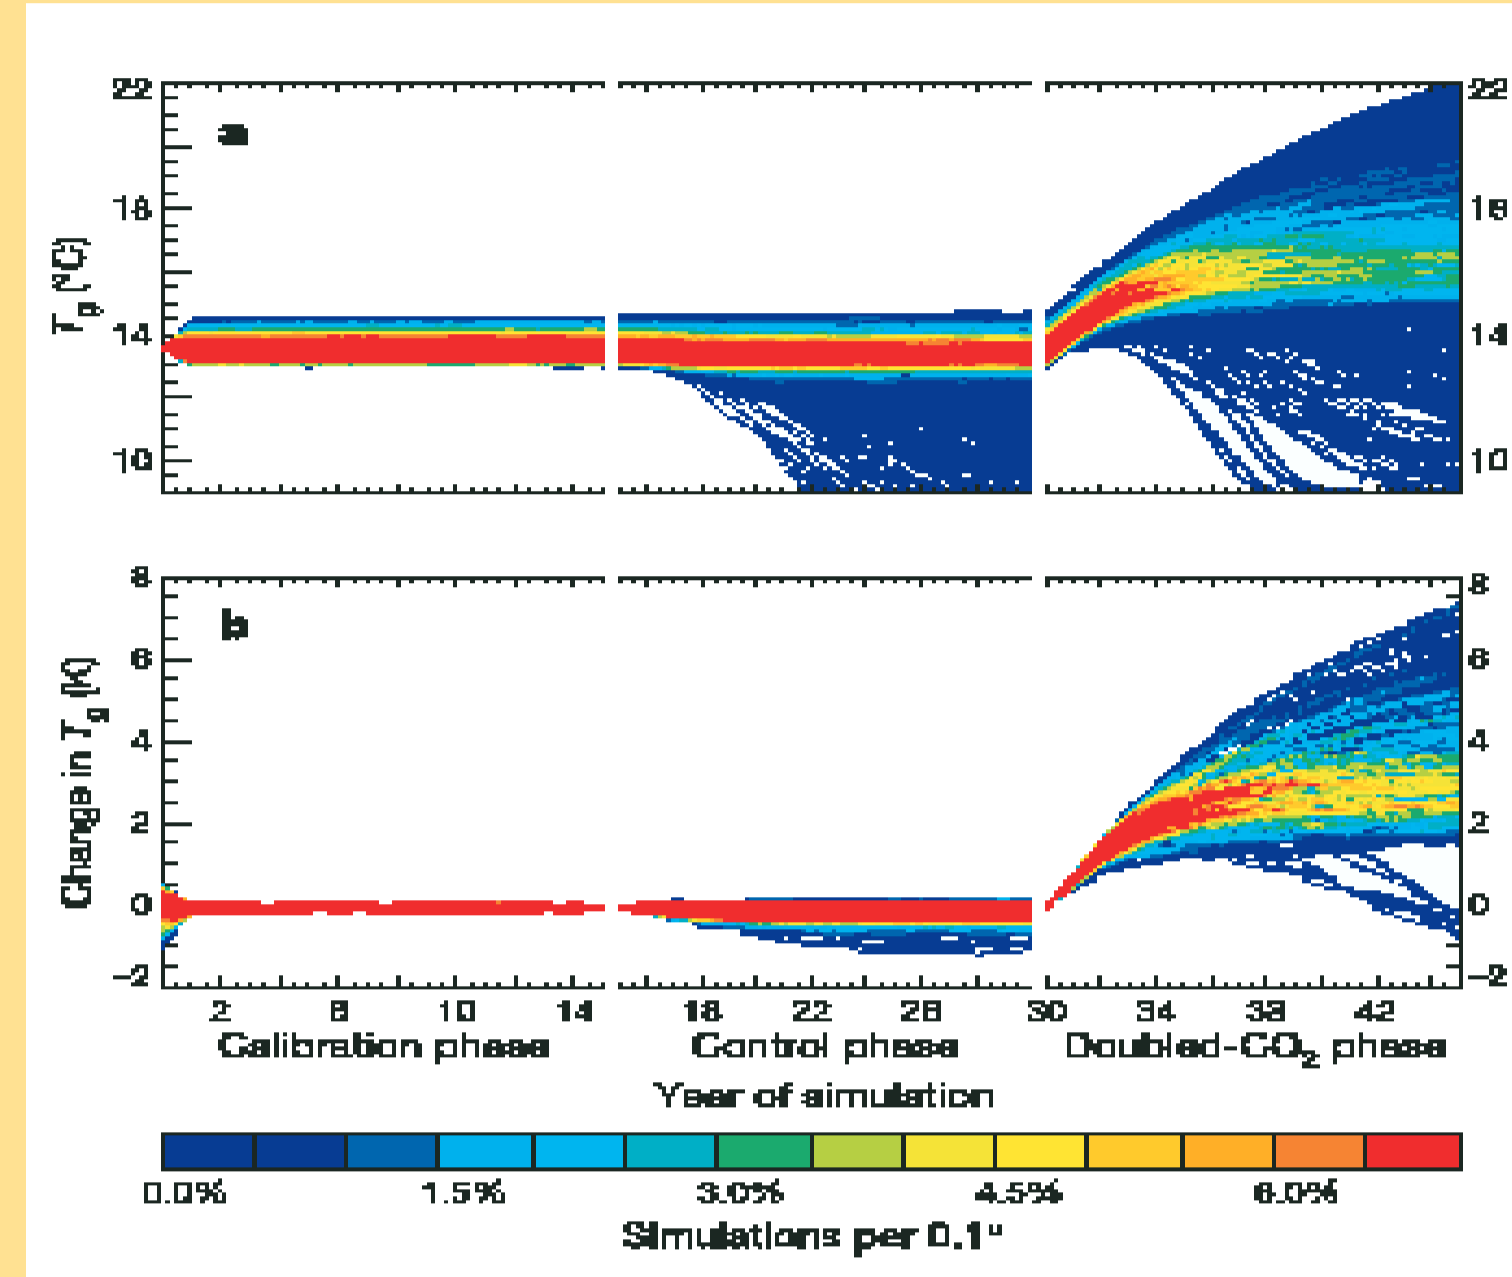 a
22
18
14
10
T_g (°C)
22
18
14
10
b
8
6
4
2
0
-2
Change in T_g (K)
8
6
4
2
0
-2
2 6 10 14 18 22 26 30 34 38 42
Calibration phase Control phase Doubled-CO₂ phase
Year of simulation
0.0% 1.5% 3.0% 4.5% 6.0%
Simulations per 0.1°